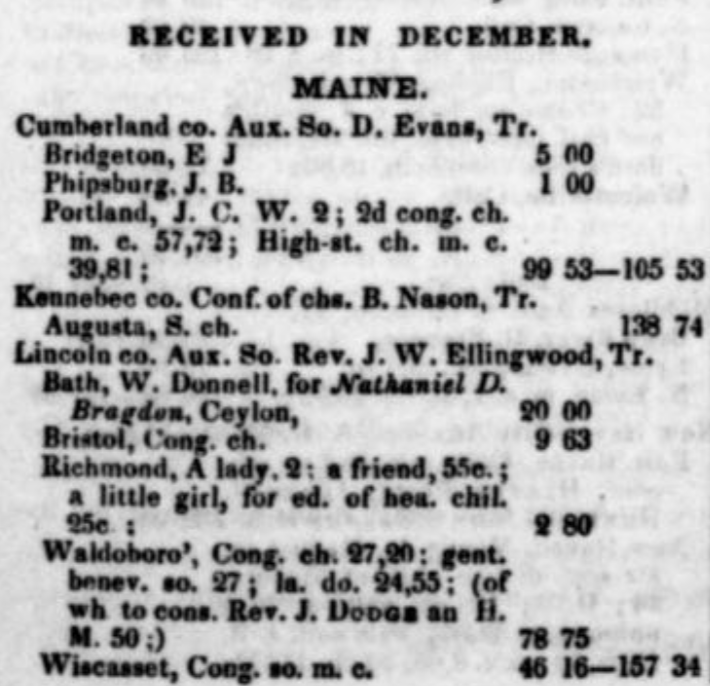 RECEIVED IN DECEMBER.
MAINE.
Cumberland co. Aux. So. D. Evans, Tr.
Bridgeton, E J 5 00
Phipsburg, J. B. 1 00
Portland, J. C. W. 2; 2d cong. ch.
m. c. 57,72; High-st. ch. m. c.
39,81; 99 53—105 53
Kennebec co. Conf. of chs. B. Nason, Tr.
Augusta, S. ch. 138 74
Lincoln co. Aux. So. Rev. J. W. Ellingwood, Tr.
Bath, W. Donnell, for Nathaniel D.
Bragdon, Ceylon, 20 00
Bristol, Cong. ch. 9 63
Richmond, A lady, 2: a friend, 55c.;
a little girl, for ed. of hea. chil.
25c.: 2 80
Waldoboro', Cong. ch. 27,20: gent.
benev. so. 27; la. do. 24,55: (of
wh to cons. Rev. J. DODGE an H.
M. 50;) 78 75
Wiscasset, Cong. so. m. c. 46 16—157 34